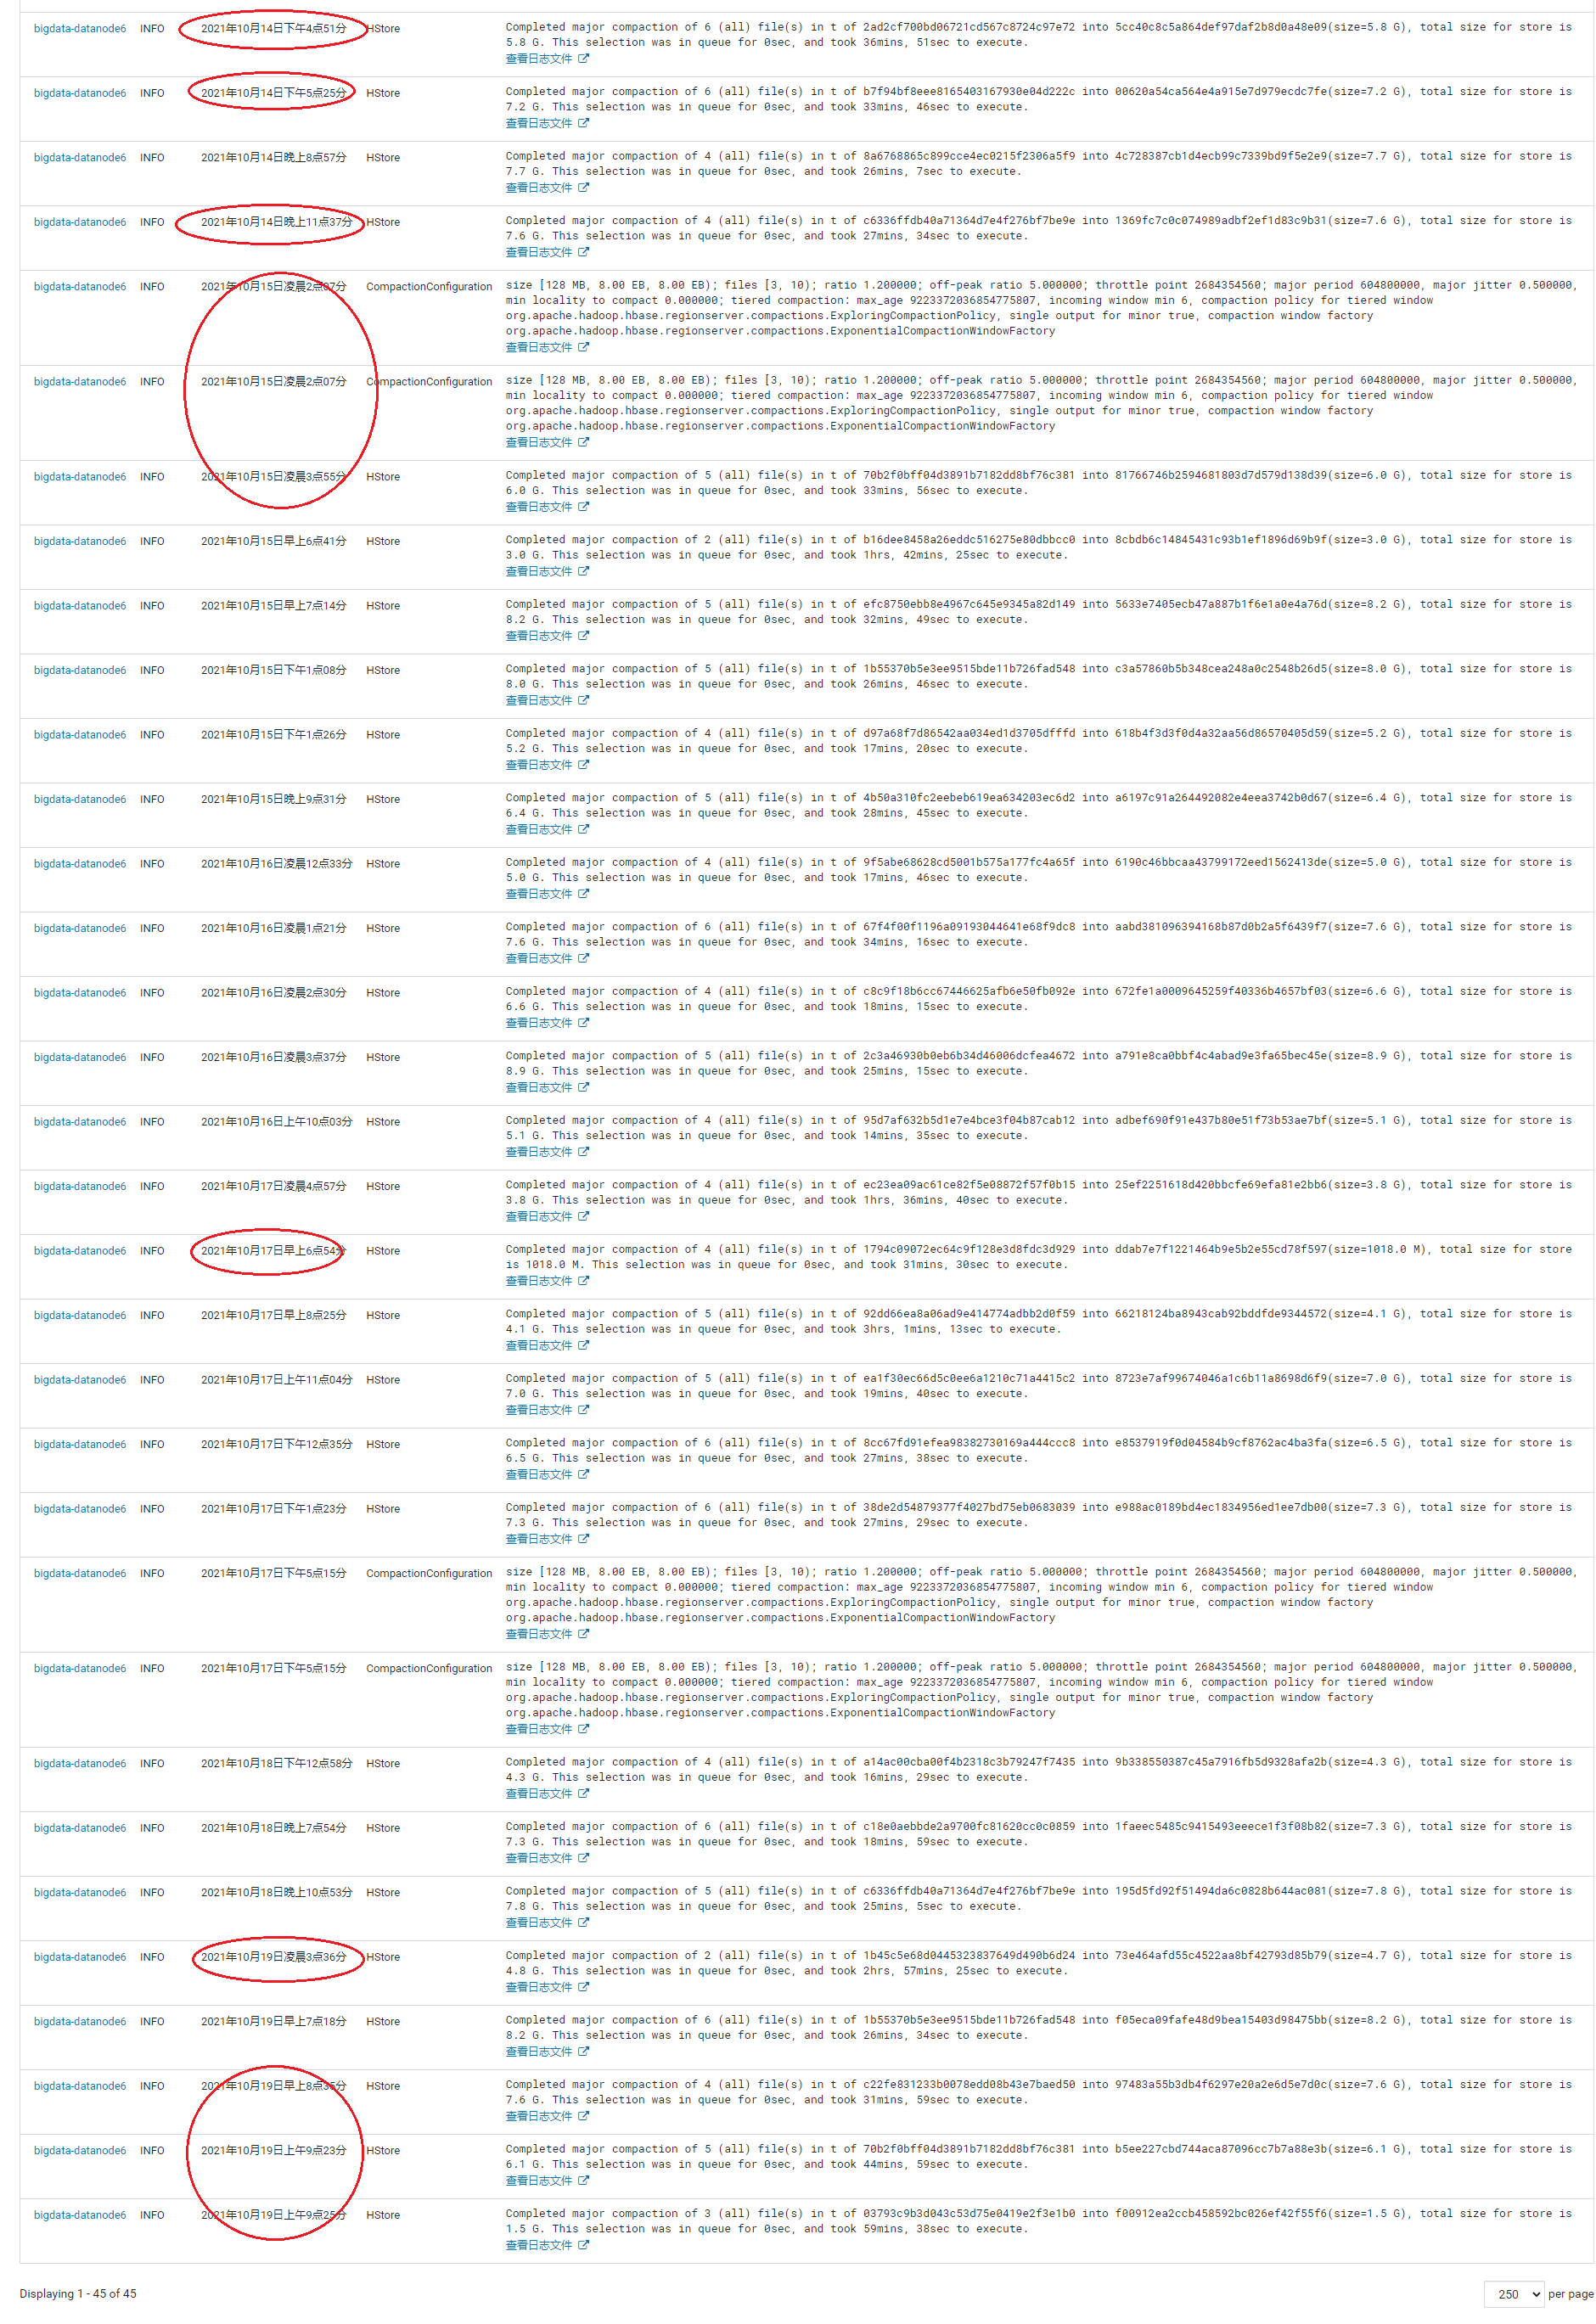 bigdata-datanode6 INFO 2021年10月14日下午4点51分 HStore Completed major compaction of 6 (all) file(s) in t of 2ad2cf700bd06721cd567c8724c97e72 into 5cc40c8c5a864def97daf2b8d0a48e09(size=5.8 G), total size for store is
5.8 G. This selection was in queue for 0sec, and took 36mins, 51sec to execute.
查看日志文件
bigdata-datanode6 INFO 2021年10月14日下午5点25分 HStore Completed major compaction of 6 (all) file(s) in t of b7f94bf8eee8165403167930e04d222c into 00620a54ca564e4a915e7d979ecdc7fe(size=7.2 G), total size for store is
7.2 G. This selection was in queue for 0sec, and took 33mins, 46sec to execute.
查看日志文件
bigdata-datanode6 INFO 2021年10月14日晚上8点57分 HStore Completed major compaction of 4 (all) file(s) in t of 8a6768865c899cce4ec0215f2306a5f9 into 4c728387cb1d4ecb99c7339bd9f5e2e9(size=7.7 G), total size for store is
7.7 G. This selection was in queue for 0sec, and took 26mins, 7sec to execute.
查看日志文件
bigdata-datanode6 INFO 2021年10月14日晚上11点37分 HStore Completed major compaction of 4 (all) file(s) in t of c6336ffdb40a71364d7e4f276bf7be9e into 1369fc7c0c074989adbf2ef1d83c9b31(size=7.6 G), total size for store is
7.6 G. This selection was in queue for 0sec, and took 27mins, 34sec to execute.
查看日志文件
bigdata-datanode6 INFO 2021年10月15日凌晨2点07分 CompactionConfiguration size [128 MB, 8.00 EB, 8.00 EB); files [3, 10); ratio 1.200000; off-peak ratio 5.000000; throttle point 2684354560; major period 604800000, major jitter 0.500000,
min locality to compact 0.000000; tiered compaction: max_age 9223372036854775807, incoming window min 6, compaction policy for tiered window
org.apache.hadoop.hbase.regionserver.compactions.ExploringCompactionPolicy, single output for minor true, compaction window factory
org.apache.hadoop.hbase.regionserver.compactions.ExponentialCompactionWindowFactory
查看日志文件
bigdata-datanode6 INFO 2021年10月15日凌晨2点07分 CompactionConfiguration size [128 MB, 8.00 EB, 8.00 EB); files [3, 10); ratio 1.200000; off-peak ratio 5.000000; throttle point 2684354560; major period 604800000, major jitter 0.500000,
min locality to compact 0.000000; tiered compaction: max_age 9223372036854775807, incoming window min 6, compaction policy for tiered window
org.apache.hadoop.hbase.regionserver.compactions.ExploringCompactionPolicy, single output for minor true, compaction window factory
org.apache.hadoop.hbase.regionserver.compactions.ExponentialCompactionWindowFactory
查看日志文件
bigdata-datanode6 INFO 2021年10月15日凌晨3点55分 HStore Completed major compaction of 5 (all) file(s) in t of 70b2f0bff04d3891b7182dd8bf76c381 into 81766746b2594681803d7d579d138d39(size=6.0 G), total size for store is
6.0 G. This selection was in queue for 0sec, and took 33mins, 56sec to execute.
查看日志文件
bigdata-datanode6 INFO 2021年10月15日早上6点41分 HStore Completed major compaction of 2 (all) file(s) in t of b16dee8458a26eddc516275e80dbbcc0 into 8cbdb6c14845431c93b1ef1896d69b9f(size=3.0 G), total size for store is
3.0 G. This selection was in queue for 0sec, and took 1hrs, 42mins, 25sec to execute.
查看日志文件
bigdata-datanode6 INFO 2021年10月15日早上7点14分 HStore Completed major compaction of 5 (all) file(s) in t of efc8750ebb8e4967c645e9345a82d149 into 5633e7405ecb47a887b1f6e1a0e4a76d(size=8.2 G), total size for store is
8.2 G. This selection was in queue for 0sec, and took 32mins, 49sec to execute.
查看日志文件
bigdata-datanode6 INFO 2021年10月15日下午1点08分 HStore Completed major compaction of 5 (all) file(s) in t of 1b55370b5e3ee9515bde11b726fad548 into c3a57860b5b348cea248a0c2548b26d5(size=8.0 G), total size for store is
8.0 G. This selection was in queue for 0sec, and took 26mins, 46sec to execute.
查看日志文件
bigdata-datanode6 INFO 2021年10月15日下午1点26分 HStore Completed major compaction of 4 (all) file(s) in t of d97a68f7d86542aa034ed1d3705dfffd into 618b4f3d3f0d4a32aa56d86570405d59(size=5.2 G), total size for store is
5.2 G. This selection was in queue for 0sec, and took 17mins, 20sec to execute.
查看日志文件
bigdata-datanode6 INFO 2021年10月15日晚上9点31分 HStore Completed major compaction of 5 (all) file(s) in t of 4b50a310fc2eebeb619ea634203ec6d2 into a6197c91a264492082e4eea3742b0d67(size=6.4 G), total size for store is
6.4 G. This selection was in queue for 0sec, and took 28mins, 45sec to execute.
查看日志文件
bigdata-datanode6 INFO 2021年10月16日凌晨12点33分 HStore Completed major compaction of 4 (all) file(s) in t of 9f5abe68628cd5001b575a177fc4a65f into 6190c46bbcaa43799172eed1562413de(size=5.0 G), total size for store is
5.0 G. This selection was in queue for 0sec, and took 17mins, 46sec to execute.
查看日志文件
bigdata-datanode6 INFO 2021年10月16日凌晨1点21分 HStore Completed major compaction of 6 (all) file(s) in t of 67f4f00f1196a09193044641e68f9dc8 into aabd381096394168b87d0b2a5f6439f7(size=7.6 G), total size for store is
7.6 G. This selection was in queue for 0sec, and took 34mins, 16sec to execute.
查看日志文件
bigdata-datanode6 INFO 2021年10月16日凌晨2点30分 HStore Completed major compaction of 4 (all) file(s) in t of c8c9f18b6cc67446625afb6e50fb092e into 672fe1a0009645259f40336b4657bf03(size=6.6 G), total size for store is
6.6 G. This selection was in queue for 0sec, and took 18mins, 15sec to execute.
查看日志文件
bigdata-datanode6 INFO 2021年10月16日凌晨3点37分 HStore Completed major compaction of 5 (all) file(s) in t of 2c3a46930b0eb6b34d46006dcfea4672 into a791e8ca0bbf4c4abad9e3fa65bec45e(size=8.9 G), total size for store is
8.9 G. This selection was in queue for 0sec, and took 25mins, 15sec to execute.
查看日志文件
bigdata-datanode6 INFO 2021年10月16日上午10点03分 HStore Completed major compaction of 4 (all) file(s) in t of 95d7af632b5d1e7e4bce3f04b87cab12 into adbef690f91e437b80e51f73b53ae7bf(size=5.1 G), total size for store is
5.1 G. This selection was in queue for 0sec, and took 14mins, 35sec to execute.
查看日志文件
bigdata-datanode6 INFO 2021年10月17日凌晨4点57分 HStore Completed major compaction of 4 (all) file(s) in t of ec23ea09ac61ce82f5e08872f57f0b15 into 25ef2251618d420bbcfe69efa81e2bb6(size=3.8 G), total size for store is
3.8 G. This selection was in queue for 0sec, and took 1hrs, 36mins, 40sec to execute.
查看日志文件
bigdata-datanode6 INFO 2021年10月17日早上6点54分 HStore Completed major compaction of 4 (all) file(s) in t of 1794c09072ec64c9f128e3d8fdc3d929 into ddab7e7f1221464b9e5b2e55cd78f597(size=1018.0 M), total size for store
is 1018.0 M. This selection was in queue for 0sec, and took 31mins, 30sec to execute.
查看日志文件
bigdata-datanode6 INFO 2021年10月17日早上8点25分 HStore Completed major compaction of 5 (all) file(s) in t of 92dd66ea8a06ad9e414774adbb2d0f59 into 66218124ba8943cab92bddfde9344572(size=4.1 G), total size for store is
4.1 G. This selection was in queue for 0sec, and took 3hrs, 1mins, 13sec to execute.
查看日志文件
bigdata-datanode6 INFO 2021年10月17日上午11点04分 HStore Completed major compaction of 5 (all) file(s) in t of ea1f30ec66d5c0ee6a1210c71a4415c2 into 8723e7af99674046a1c6b11a8698d6f9(size=7.0 G), total size for store is
7.0 G. This selection was in queue for 0sec, and took 19mins, 40sec to execute.
查看日志文件
bigdata-datanode6 INFO 2021年10月17日下午12点35分 HStore Completed major compaction of 6 (all) file(s) in t of 8cc67fd91efea98382730169a444ccc8 into e8537919f0d04584b9cf8762ac4ba3fa(size=6.5 G), total size for store is
6.5 G. This selection was in queue for 0sec, and took 27mins, 38sec to execute.
查看日志文件
bigdata-datanode6 INFO 2021年10月17日下午1点23分 HStore Completed major compaction of 6 (all) file(s) in t of 38de2d54879377f4027bd75eb0683039 into e988ac0189bd4ec1834956ed1ee7db00(size=7.3 G), total size for store is
7.3 G. This selection was in queue for 0sec, and took 27mins, 29sec to execute.
查看日志文件
bigdata-datanode6 INFO 2021年10月17日下午5点15分 CompactionConfiguration size [128 MB, 8.00 EB, 8.00 EB); files [3, 10); ratio 1.200000; off-peak ratio 5.000000; throttle point 2684354560; major period 604800000, major jitter 0.500000,
min locality to compact 0.000000; tiered compaction: max_age 9223372036854775807, incoming window min 6, compaction policy for tiered window
org.apache.hadoop.hbase.regionserver.compactions.ExploringCompactionPolicy, single output for minor true, compaction window factory
org.apache.hadoop.hbase.regionserver.compactions.ExponentialCompactionWindowFactory
查看日志文件
bigdata-datanode6 INFO 2021年10月17日下午5点15分 CompactionConfiguration size [128 MB, 8.00 EB, 8.00 EB); files [3, 10); ratio 1.200000; off-peak ratio 5.000000; throttle point 2684354560; major period 604800000, major jitter 0.500000,
min locality to compact 0.000000; tiered compaction: max_age 9223372036854775807, incoming window min 6, compaction policy for tiered window
org.apache.hadoop.hbase.regionserver.compactions.ExploringCompactionPolicy, single output for minor true, compaction window factory
org.apache.hadoop.hbase.regionserver.compactions.ExponentialCompactionWindowFactory
查看日志文件
bigdata-datanode6 INFO 2021年10月18日下午12点58分 HStore Completed major compaction of 4 (all) file(s) in t of a14ac00cba00f4b2318c3b79247f7435 into 9b338550387c45a7916fb5d9328afa2b(size=4.3 G), total size for store is
4.3 G. This selection was in queue for 0sec, and took 16mins, 29sec to execute.
查看日志文件
bigdata-datanode6 INFO 2021年10月18日晚上7点54分 HStore Completed major compaction of 6 (all) file(s) in t of c18e0aebbde2a9700fc81620cc0c0859 into 1faeec5485c9415493eeece1f3f08b82(size=7.3 G), total size for store is
7.3 G. This selection was in queue for 0sec, and took 18mins, 59sec to execute.
查看日志文件
bigdata-datanode6 INFO 2021年10月18日晚上10点53分 HStore Completed major compaction of 5 (all) file(s) in t of c6336ffdb40a71364d7e4f276bf7be9e into 195d5fd92f51494da6c0828b644ac081(size=7.8 G), total size for store is
7.8 G. This selection was in queue for 0sec, and took 25mins, 5sec to execute.
查看日志文件
bigdata-datanode6 INFO 2021年10月19日凌晨3点36分 HStore Completed major compaction of 2 (all) file(s) in t of 1b45c5e68d0445323837649d490b6d24 into 73e464afd55c4522aa8bf42793d85b79(size=4.7 G), total size for store is
4.8 G. This selection was in queue for 0sec, and took 2hrs, 57mins, 25sec to execute.
查看日志文件
bigdata-datanode6 INFO 2021年10月19日早上7点18分 HStore Completed major compaction of 6 (all) file(s) in t of 1b55370b5e3ee9515bde11b726fad548 into f05eca09fafe48d9bea15403d98475bb(size=8.2 G), total size for store is
8.2 G. This selection was in queue for 0sec, and took 26mins, 34sec to execute.
查看日志文件
bigdata-datanode6 INFO 2021年10月19日早上8点35分 HStore Completed major compaction of 4 (all) file(s) in t of c22fe831233b0078edd08b43e7baed50 into 97483a55b3db4f6297e20a2e6d5e7d0c(size=7.6 G), total size for store is
7.6 G. This selection was in queue for 0sec, and took 31mins, 59sec to execute.
查看日志文件
bigdata-datanode6 INFO 2021年10月19日上午9点23分 HStore Completed major compaction of 5 (all) file(s) in t of 70b2f0bff04d3891b7182dd8bf76c381 into b5ee227cbd744aca87096cc7b7a88e3b(size=6.1 G), total size for store is
6.1 G. This selection was in queue for 0sec, and took 44mins, 59sec to execute.
查看日志文件
bigdata-datanode6 INFO 2021年10月19日上午9点25分 HStore Completed major compaction of 3 (all) file(s) in t of 03793c9b3d043c53d75e0419e2f3e1b0 into f00912ea2ccb458592bc026ef42f55f6(size=1.5 G), total size for store is
1.5 G. This selection was in queue for 0sec, and took 59mins, 38sec to execute.
查看日志文件
Displaying 1 - 45 of 45 250 per page